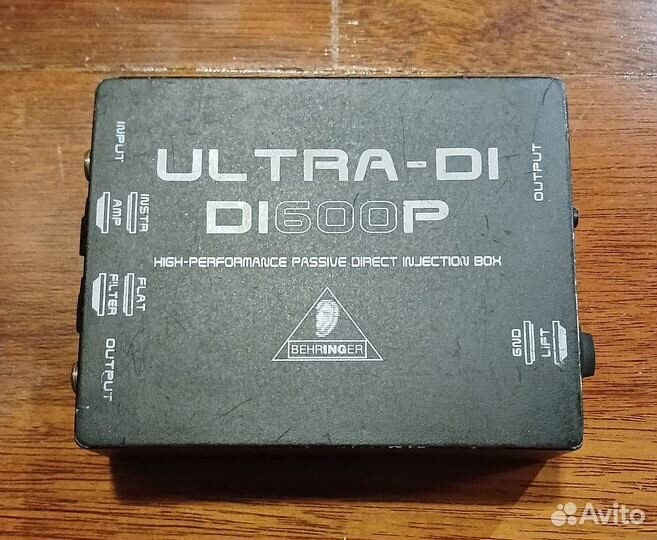 INPUT
ULTRA-DI
DI600P
HIGH-PERFORMANCE PASSIVE DIRECT INJECTION BOX
INSTR
AMP
FLAT
FILTER
OUTPUT
OUTPUT
GND
LIFT
BEHRINGER
Avito